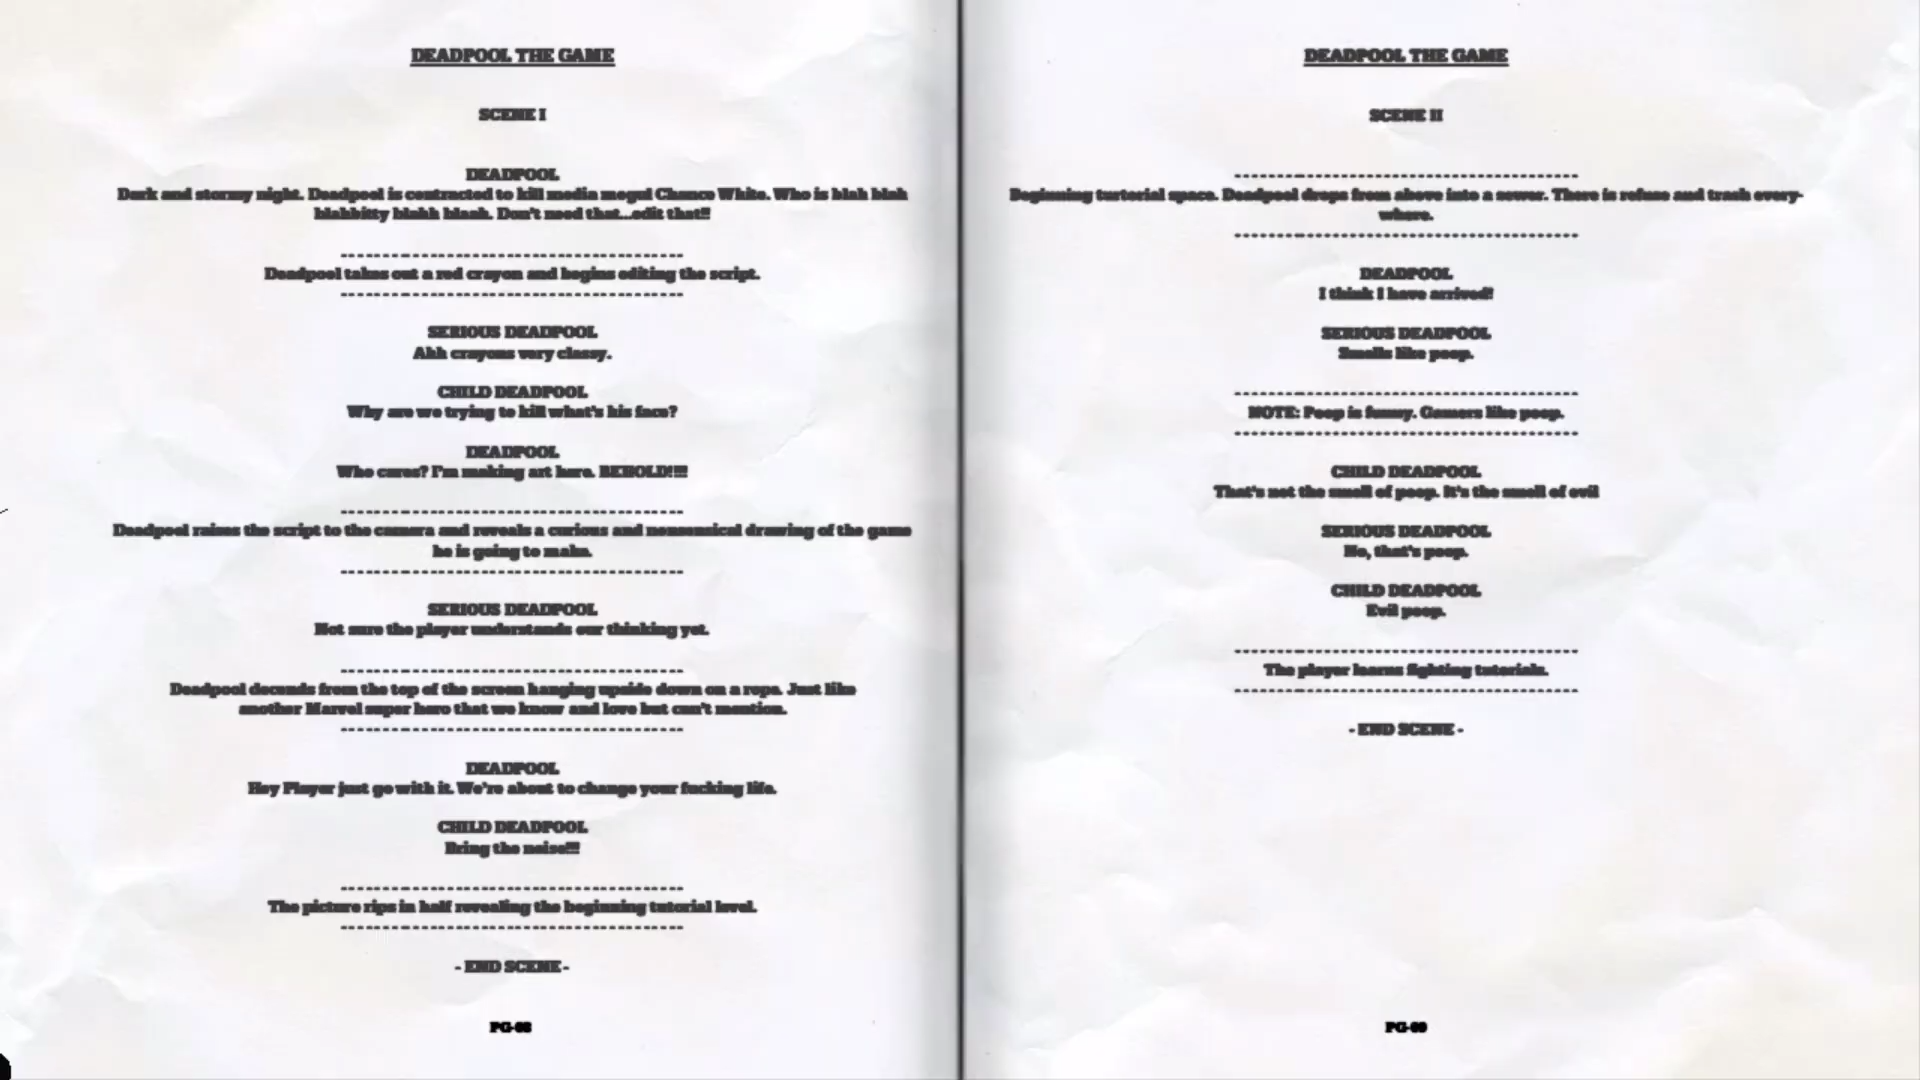 DEADPOOL THE GAME
SCENE I
DEADPOOL
Dark and stormy night. Deadpool is contracted to kill media mogul Chance White. Who is blah blah
blahbitty blahh blaah. Don't need that...edit that!!
Deadpool takes out a red crayon and begins editing the script.
SERIOUS DEADPOOL
Ahh crayons very classy.
CHILD DEADPOOL
Why are we trying to kill what's his face?
DEADPOOL
Who cares? I'm making art here. BEHOLD!!!!
Deadpool raises the script to the camera and reveals a curious and nonsensical drawing of the game
he is going to make.
SERIOUS DEADPOOL
Not sure the player understands our thinking yet.
Deadpool decends from the top of the screen hanging upside down on a rope. Just like
another Marvel super hero that we know and love but can't mention.
DEADPOOL
Hey Player just go with it. We're about to change your fucking life.
CHILD DEADPOOL
Bring the noise!!!
The picture rips in half revealing the beginning tutorial level.
- END SCENE -
PG-08
DEADPOOL THE GAME
SCENE II
Beginning turtorial space. Deadpool drops from above into a sewer. There is refuse and trash every-
where.
DEADPOOL
I think I have arrived!
SERIOUS DEADPOOL
Smells like poop.
NOTE: Poop is funny. Gamers like poop.
CHILD DEADPOOL
That's not the smell of poop. It's the smell of evil
SERIOUS DEADPOOL
No, that's poop.
CHILD DEADPOOL
Evil poop.
The player learns fighting tutorials.
- END SCENE -
PG-09